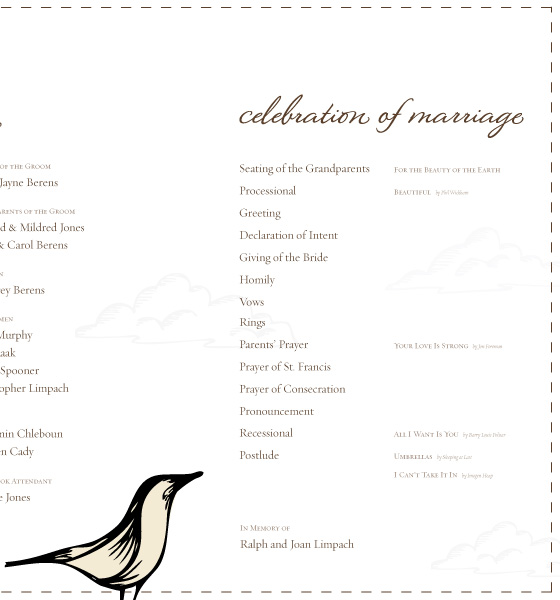 OF THE GROOM
Jayne Berens
PARENTS OF THE GROOM
d & Mildred Jones
& Carol Berens
ey Berens
MEN
Murphy
aak
Spooner
opher Limpach
min Chleboun
en Cady
OOK ATTENDANT
e Jones
celebration of marriage
Seating of the Grandparents FOR THE BEAUTY OF THE EARTH
Processional BEAUTIFUL by Phil Wickham
Greeting
Declaration of Intent
Giving of the Bride
Homily
Vows
Rings
Parents' Prayer YOUR LOVE IS STRONG by Jon Foreman
Prayer of St. Francis
Prayer of Consecration
Pronouncement
Recessional ALL I WANT IS YOU by Barry Louis Polisar
Postlude UMBRELLAS by Sleeping at Last
I CAN'T TAKE IT IN by Imogen Heap
IN MEMORY OF
Ralph and Joan Limpach